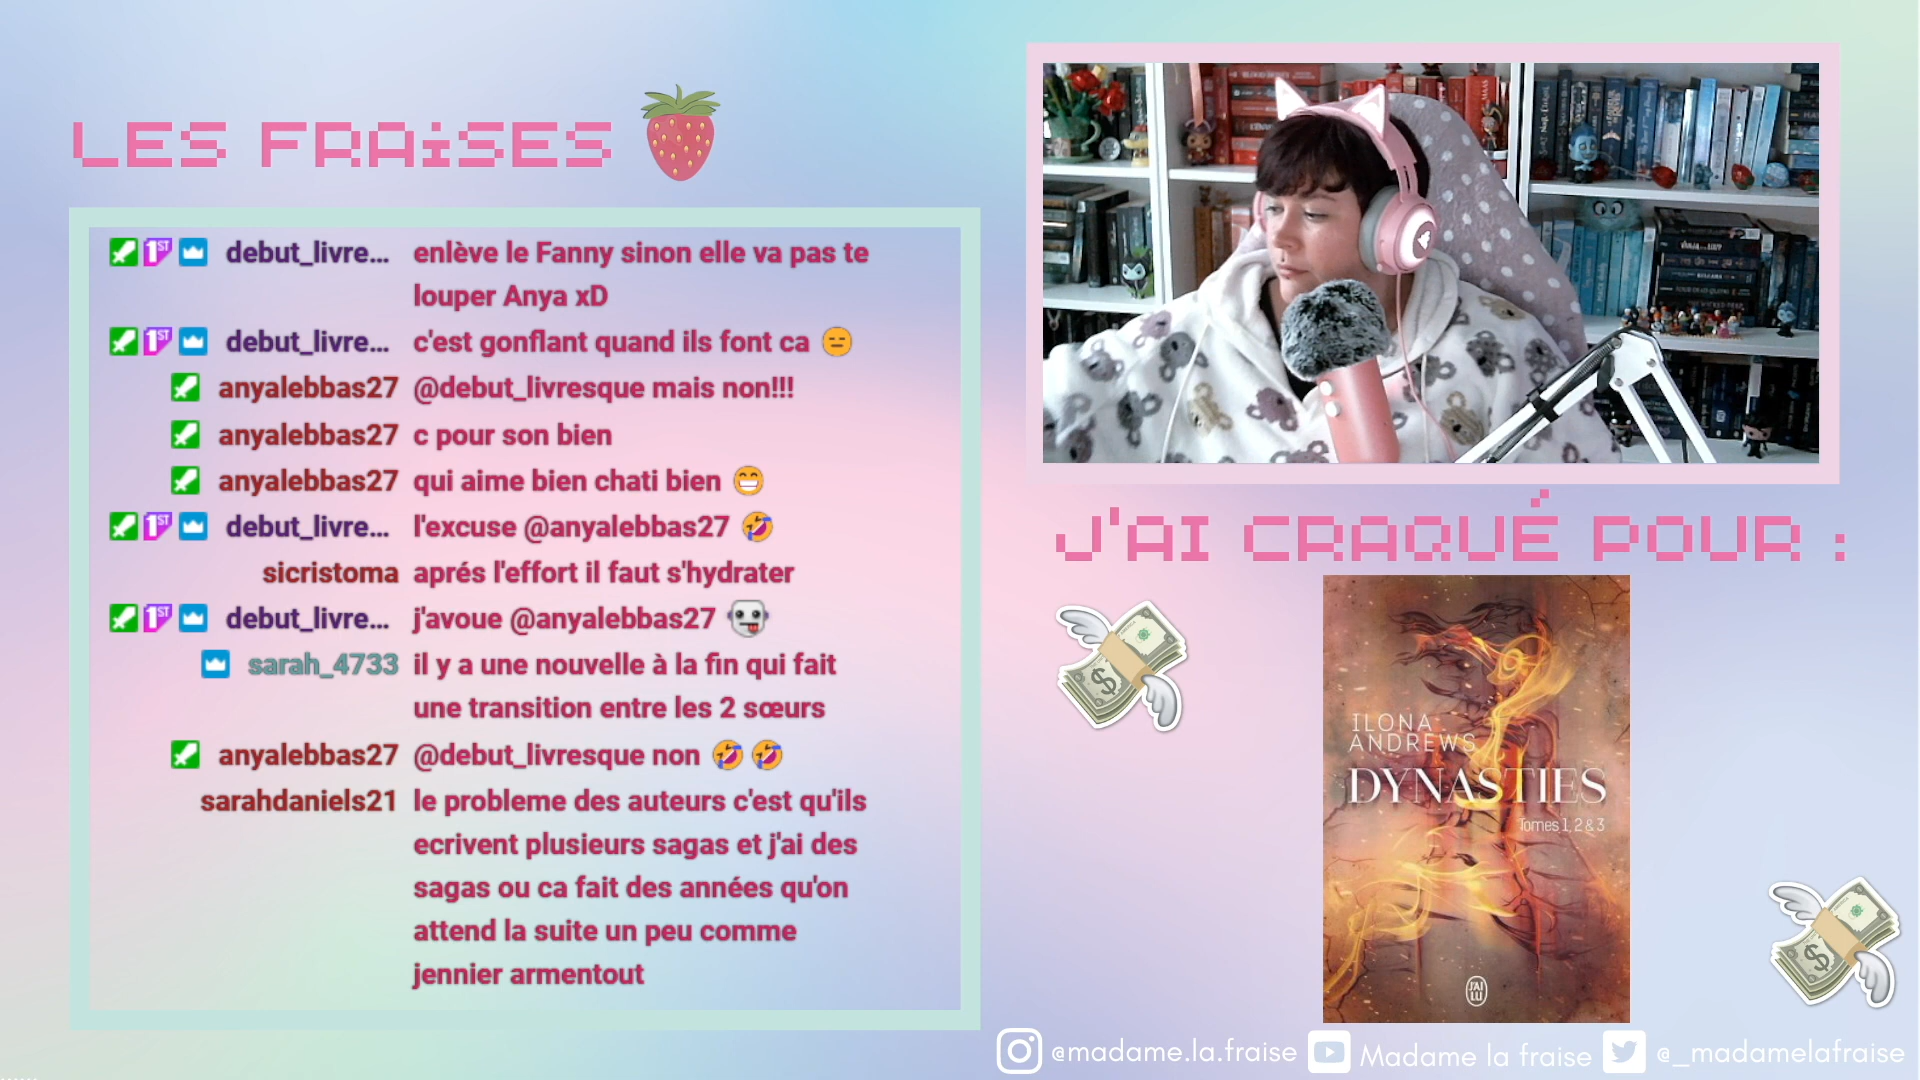 LES FRAISES
debut_livre... enlève le Fanny sinon elle va pas te
louper Anya xD
debut_livre... c'est gonflant quand ils font ca 😑
anyalebbas27 @debut_livresque mais non!!!
anyalebbas27 c pour son bien
anyalebbas27 qui aime bien chati bien 😁
debut_livre... l'excuse @anyalebbas27 🤣
sicristoma aprés l'effort il faut s'hydrater
debut_livre... j'avoue @anyalebbas27
sarah_4733 il y a une nouvelle à la fin qui fait
une transition entre les 2 sœurs
anyalebbas27 @debut_livresque non 🤣 🤣
sarahdaniels21 le probleme des auteurs c'est qu'ils
ecrivent plusieurs sagas et j'ai des
sagas ou ca fait des années qu'on
attend la suite un peu comme
jennier armentout
J'AI CRAQUÉ POUR :
ILONA
ANDREWS
DYNASTIES
Tomes 1, 2 & 3
J'AI
LU
@madame.la.fraise
Madame la fraise
@_madamelafraise